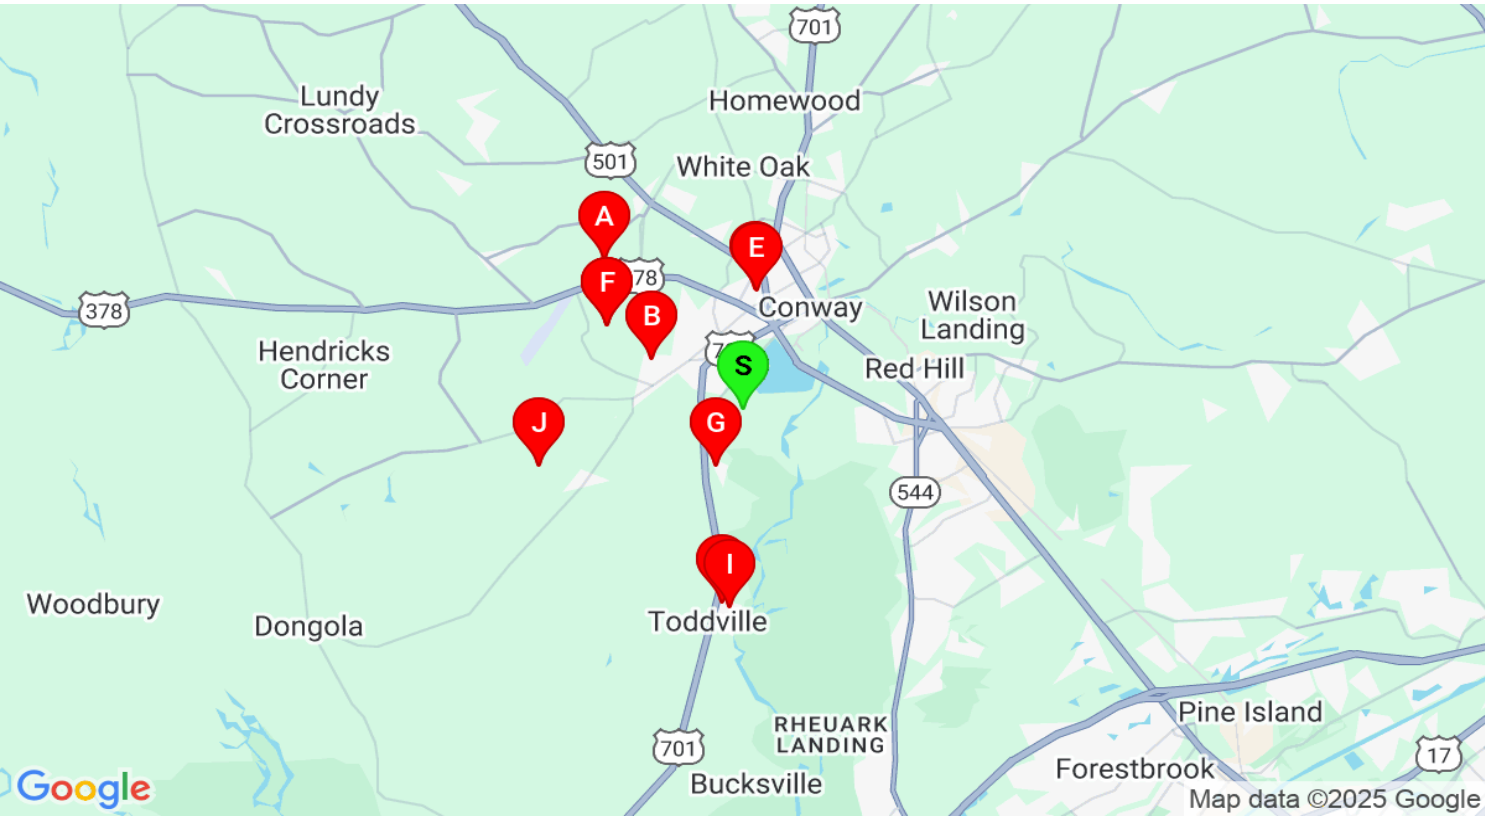 701
Homewood
Lundy
Crossroads
501
White Oak
A
E
F
78
378
B
Conway
Wilson
Landing
Hendricks
Corner
S
Red Hill
J
G
544
I
Woodbury
Dongola
Toddville
RHEUARK
LANDING
Pine Island
701
17
Bucksville
Forestbrook
Google
Map data ©2025 Google